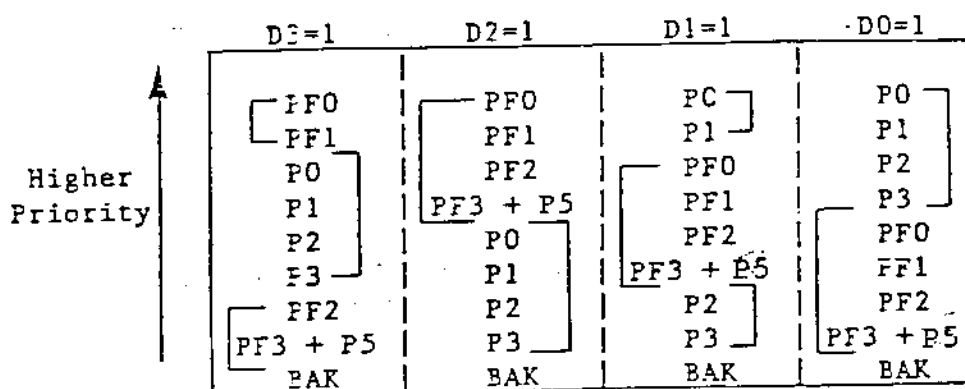 D3=1 D2=1 D1=1 D0=1
PF0 PF0 PC P0
PF1 PF1 P1 P1
P0 PF2 PF0 P2
Higher Priority
P1 PF3 + P5 PF1 P3
P2 P0 PF2 PF0
P3 P1 PF3 + P5 PF1
PF2 P2 P2 PF2
PF3 + P5 P3 P3 PF3 + P5
BAK BAK BAK BAK